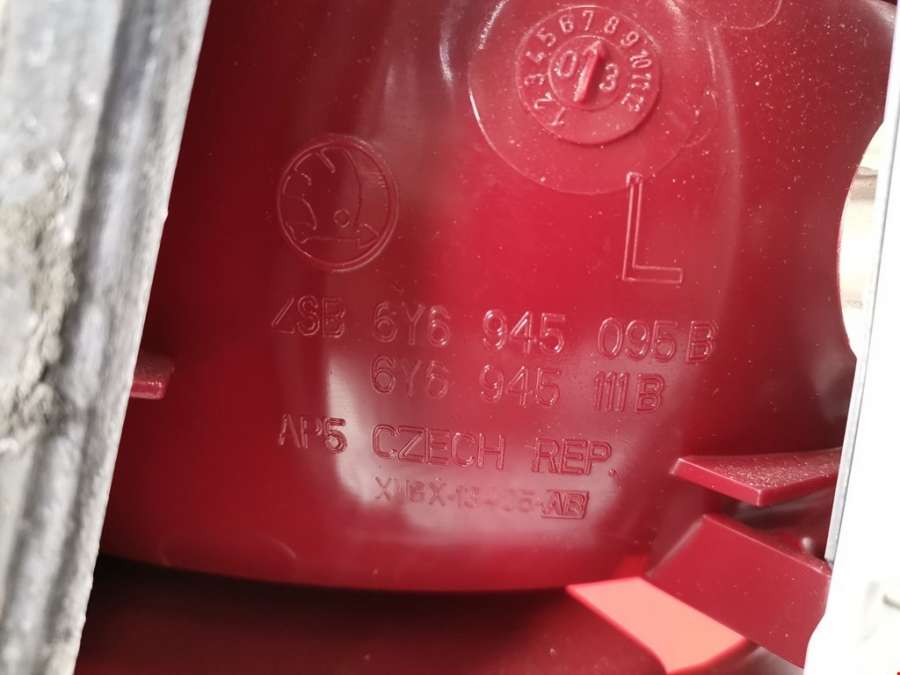 1 2 3 4 5 6 7 8 9 10 11 12
0 3
L
ZSB 6Y6 945 095 B
6Y6 945 111 B
AP5 CZECH REP.